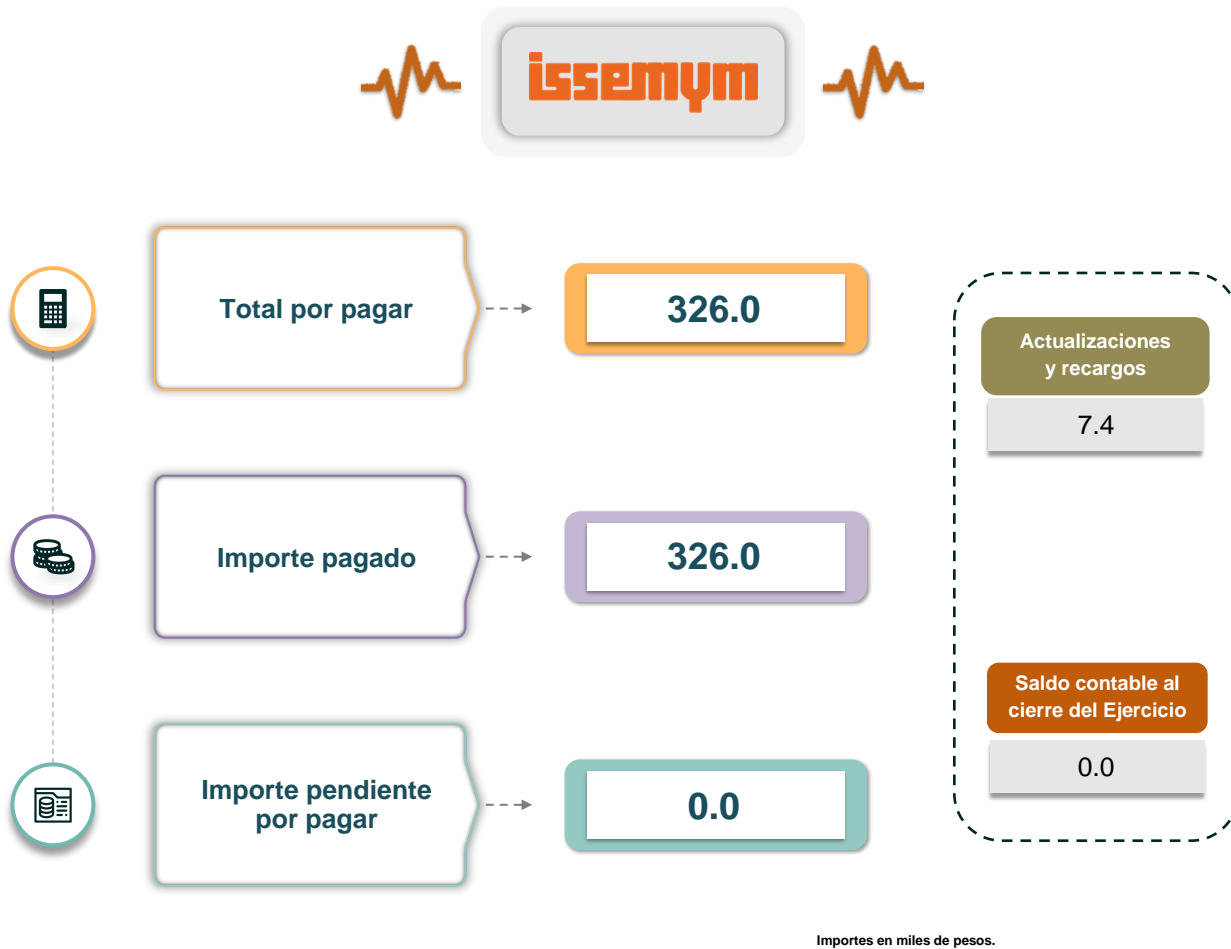 issemym
Total por pagar
326.0
Actualizaciones
y recargos
7.4
Importe pagado
326.0
Saldo contable al
cierre del Ejercicio
0.0
Importe pendiente
por pagar
0.0
Importes en miles de pesos.